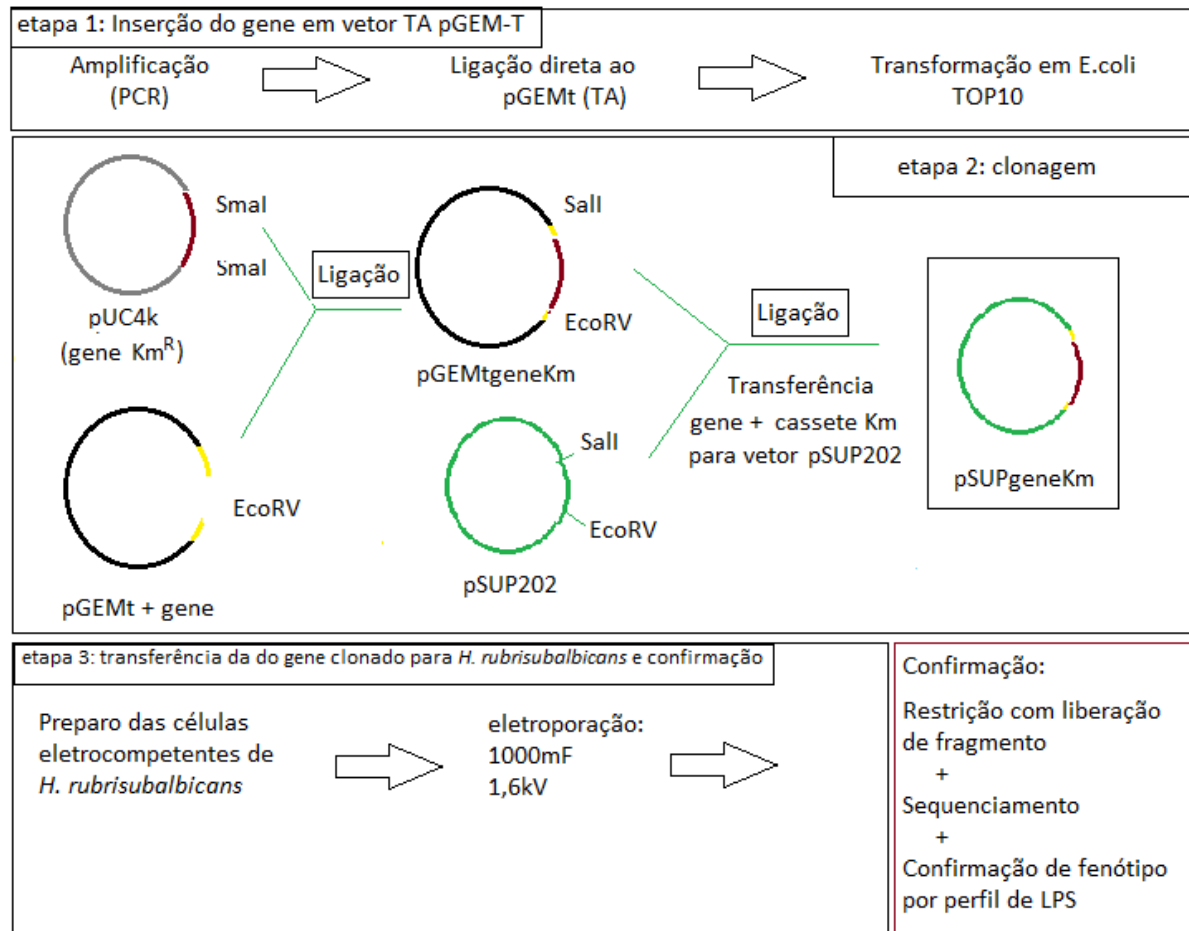 etapa 1: Inserção do gene em vetor TA pGEM-T
Amplificação
(PCR)
Ligação direta ao
pGEMt (TA)
Transformação em E.coli
TOP10
etapa 2: clonagem
SmaI
SmaI
pUC4k
(gene Km^R)
Ligação
EcoRV
pGEMt + gene
SalI
EcoRV
pGEMtgeneKm
SalI
EcoRV
pSUP202
Ligação
Transferência
gene + cassete Km
para vetor pSUP202
pSUPgeneKm
etapa 3: transferência da do gene clonado para H. rubrisubalbicans e confirmação
Preparo das células
eletrocompetentes de
H. rubrisubalbicans
eletroporação:
1000mF
1,6kV
Confirmação:
Restrição com liberação
de fragmento
+
Sequenciamento
+
Confirmação de fenótipo
por perfil de LPS